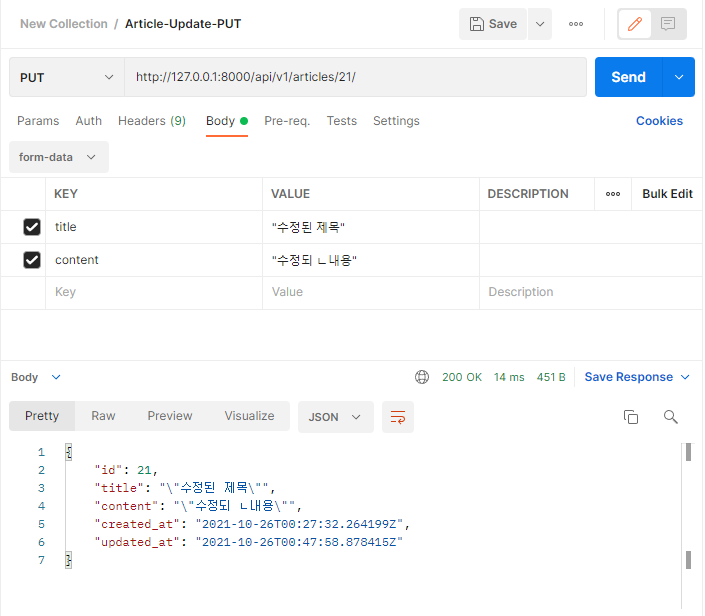 New Collection / Article-Update-PUT Save
PUT http://127.0.0.1:8000/api/v1/articles/21/ Send
Params Auth Headers (9) Body Pre-req. Tests Settings Cookies
form-data
KEY VALUE DESCRIPTION Bulk Edit
title "수정된 제목"
content "수정되 ㄴ내용"
Key Value Description
Body 200 OK 14 ms 451 B Save Response
Pretty Raw Preview Visualize JSON
1 {
2 "id": 21,
3 "title": "\"수정된 제목\"",
4 "content": "\"수정되 ㄴ내용\"",
5 "created_at": "2021-10-26T00:27:32.264199Z",
6 "updated_at": "2021-10-26T00:47:58.878415Z"
7 }